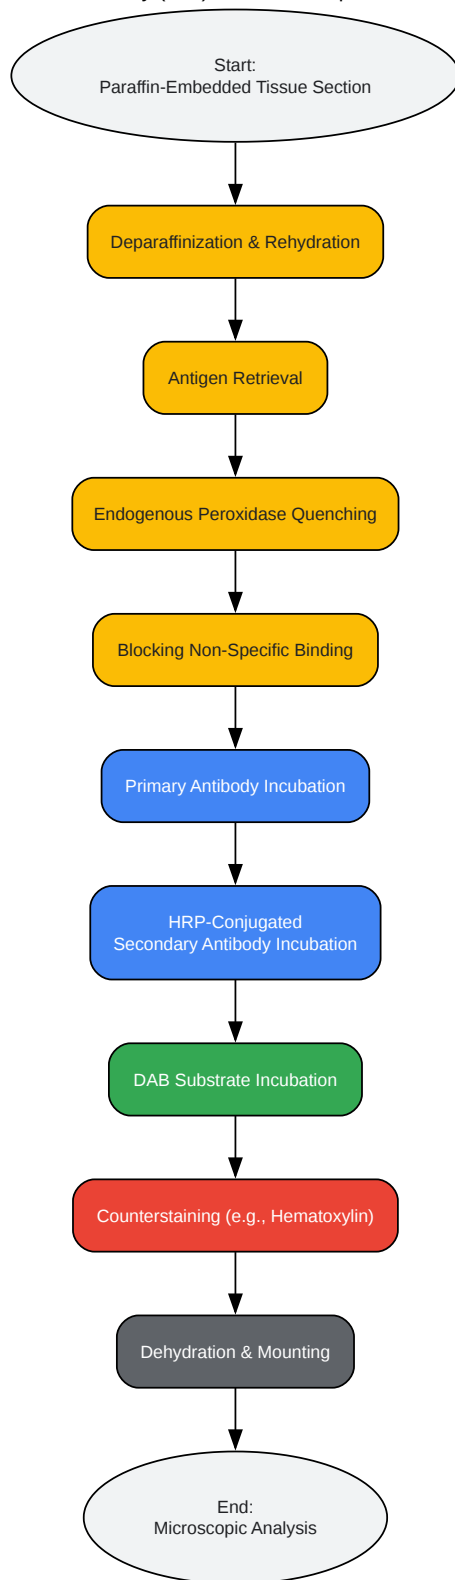 Start:
Paraffin-Embedded Tissue Section
Deparaffinization & Rehydration
Antigen Retrieval
Endogenous Peroxidase Quenching
Blocking Non-Specific Binding
Primary Antibody Incubation
HRP-Conjugated
Secondary Antibody Incubation
DAB Substrate Incubation
Counterstaining (e.g., Hematoxylin)
Dehydration & Mounting
End:
Microscopic Analysis